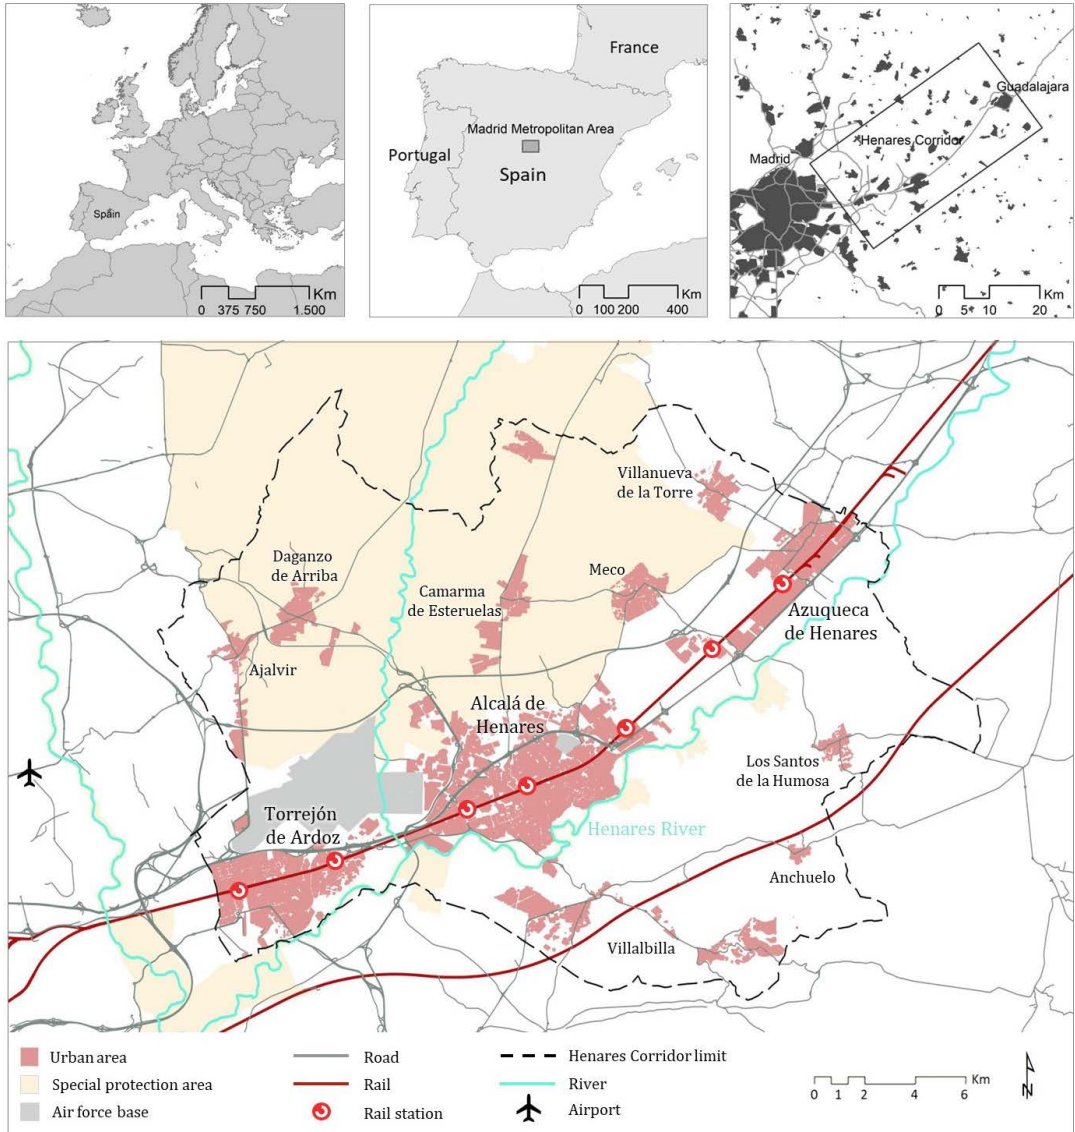 Spain
Km
0 375 750 1.500
France
Madrid Metropolitan Area
Portugal
Spain
Km
0 100 200 400
Guadalajara
Henares Corridor
Madrid
Km
0 5 10 20
Villanueva
de la Torre
Daganzo
de Arriba
Meco
Camarma
de Esteruelas
Azuqueca
de Henares
Ajalvir
Alcalá de
Henares
Los Santos
de la Humosa
Torrejón
de Ardoz
Henares River
Anchuelo
Villalbilla
Urban area
Special protection area
Air force base
Road
Rail
Rail station
Henares Corridor limit
River
Airport
Km
0 1 2 4 6
N